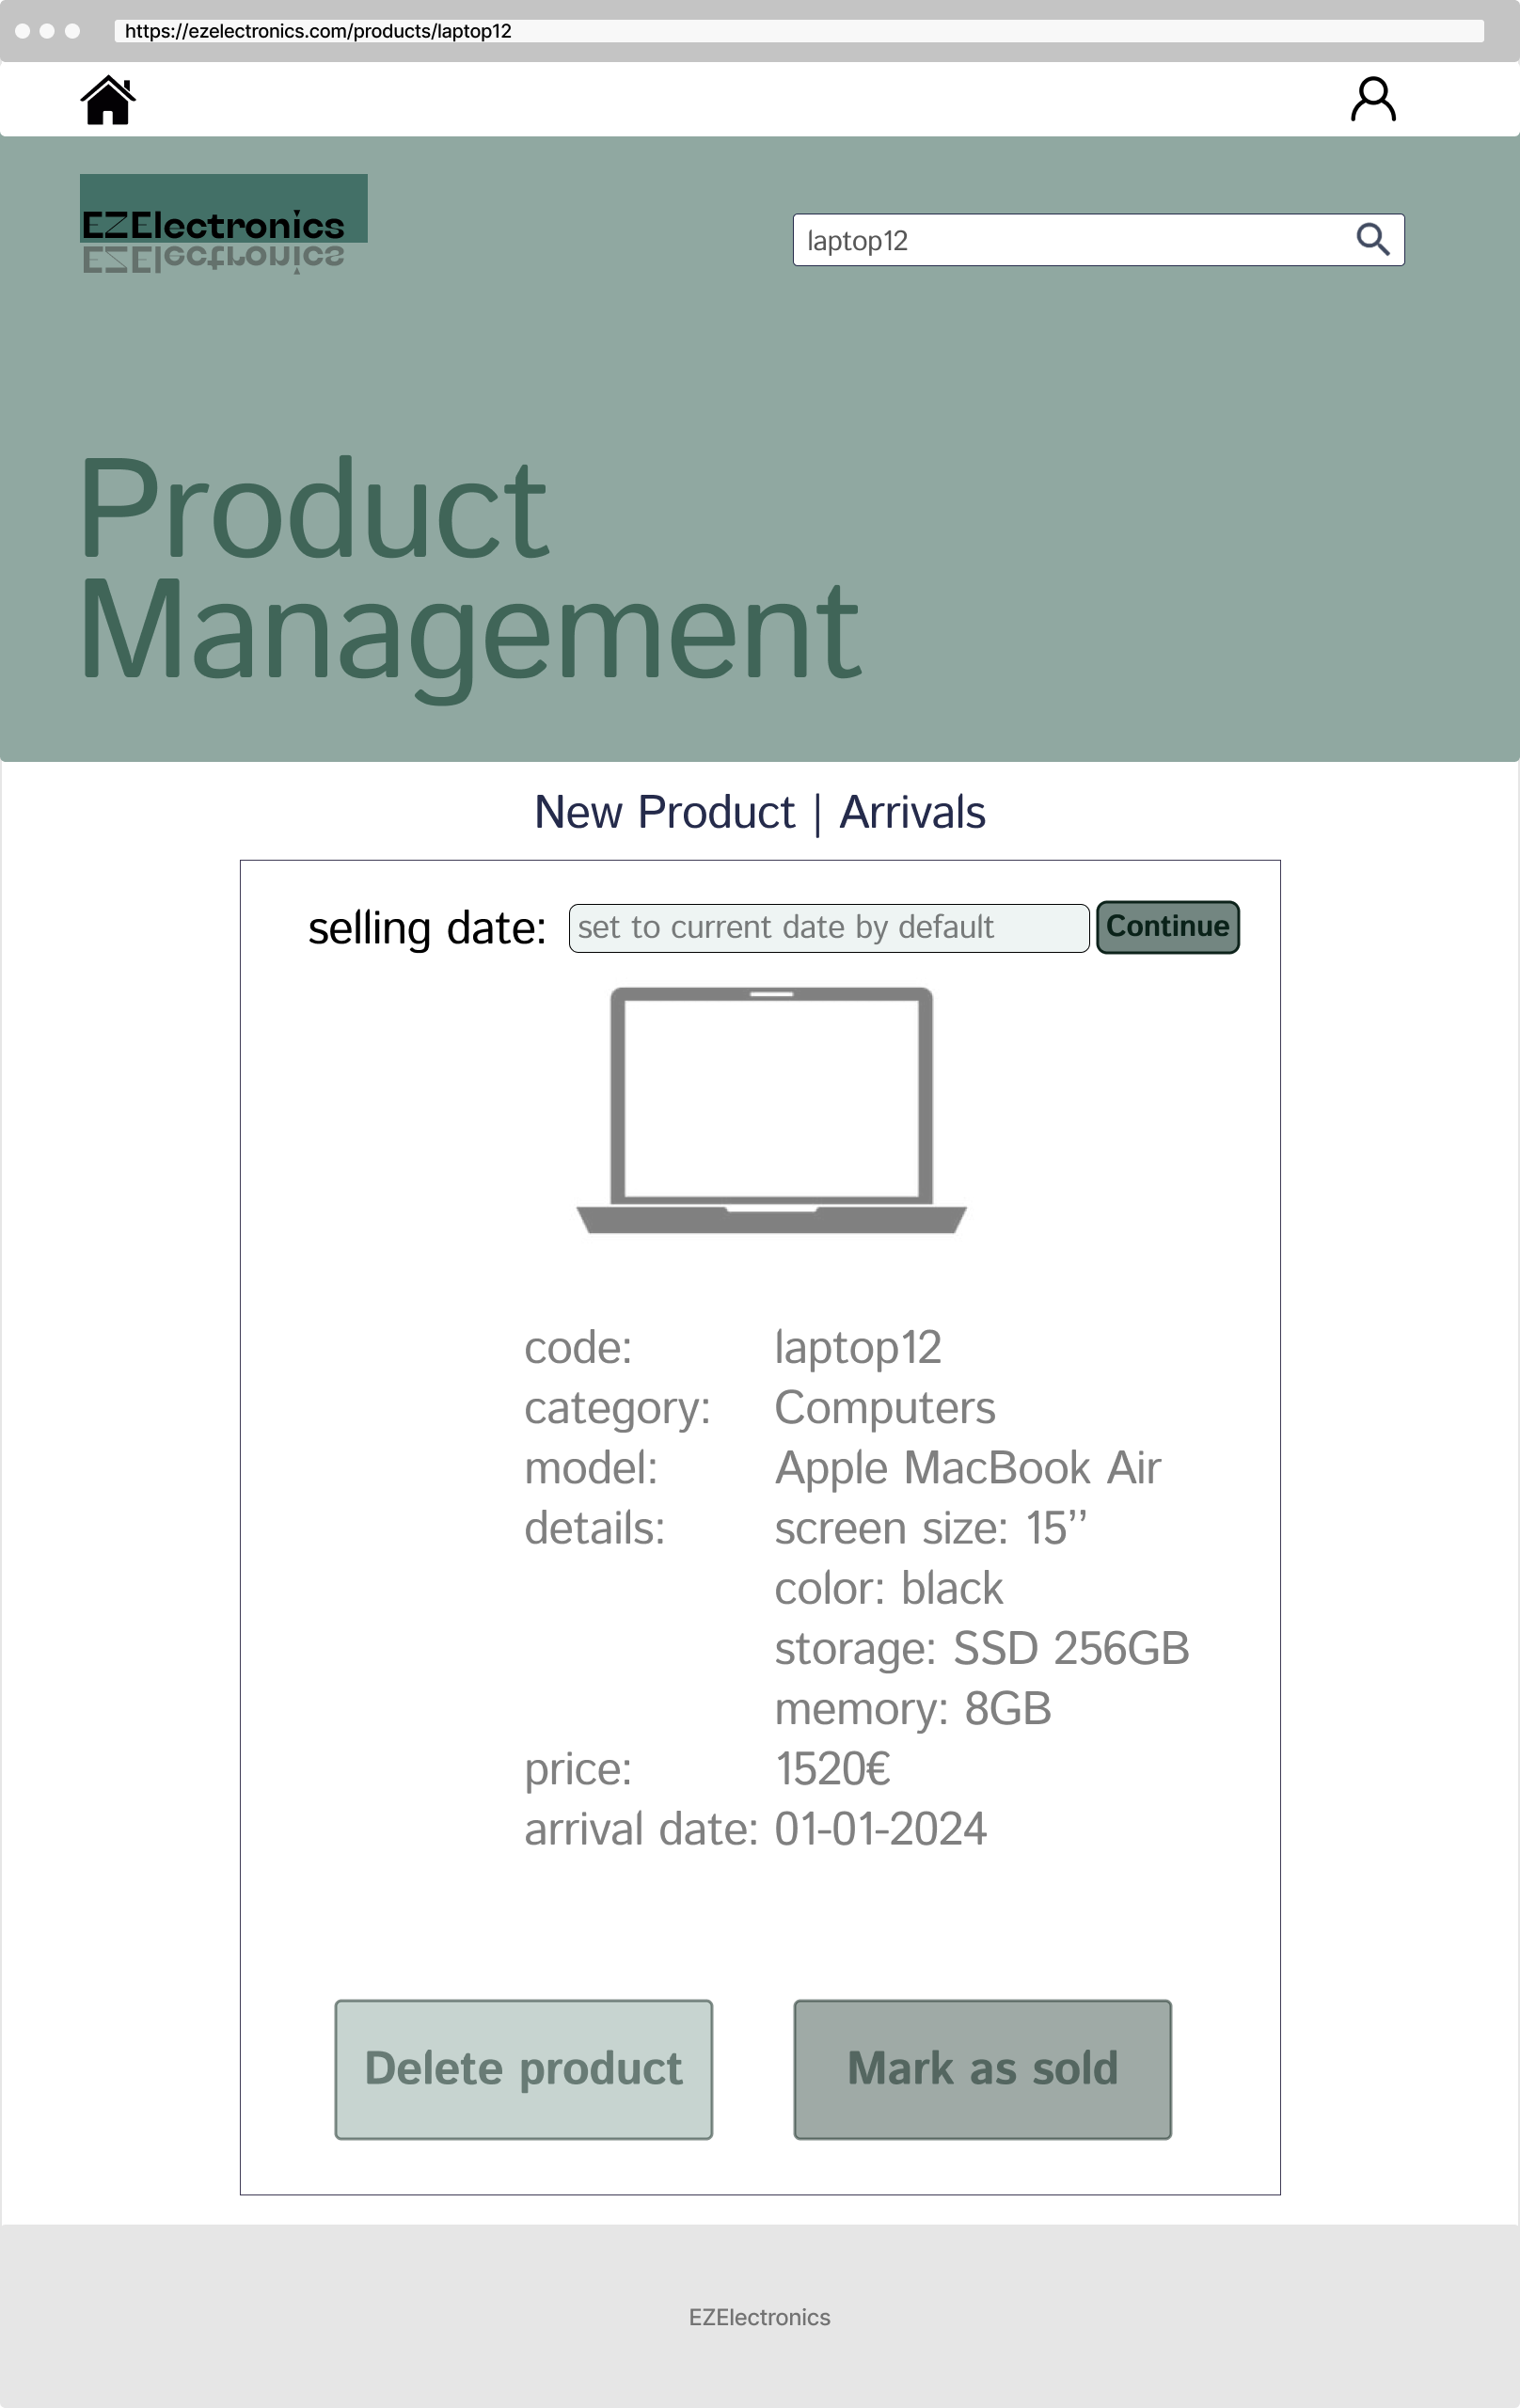 https://ezelectronics.com/products/laptop12
EZElectronics
EZElectronics
laptop12
Product
Management
New Product | Arrivals
selling date: set to current date by default Continue
code: laptop12
category: Computers
model: Apple MacBook Air
details: screen size: 15’’
color: black
storage: SSD 256GB
memory: 8GB
price: 1520€
arrival date: 01-01-2024
Delete product Mark as sold
EZElectronics